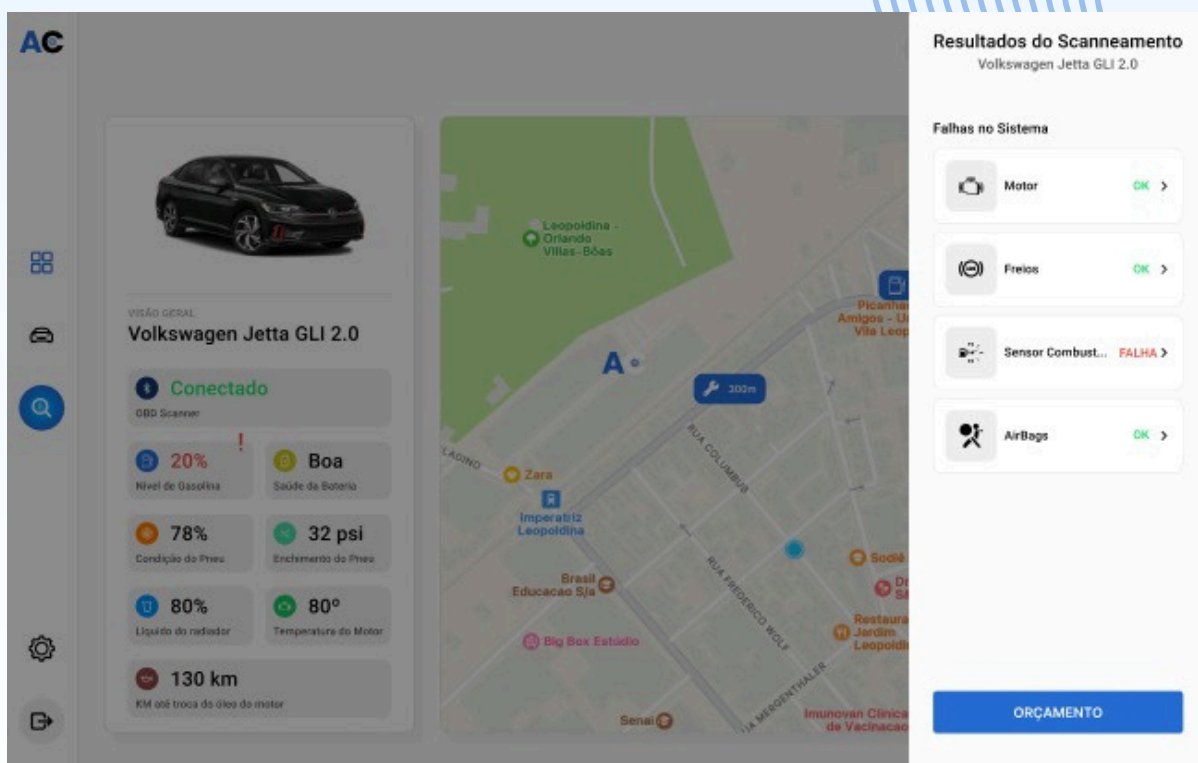 AC
VISÃO GERAL
Volkswagen Jetta GLI 2.0
Conectado
OBD Scanner
20%
!
Nível de Gasolina
Boa
Saúde da Bateria
78%
Condição do Pneu
32 psi
Enchimento do Pneu
80%
Líquido do radiador
80º
Temperatura do Motor
130 km
KM até troca do óleo do motor
Leopoldina -
Orlando
Villas-Bôas
Picanha
Amigos - U
Vila Leop
A
300m
LADINO
RUA COLUMBUS
Zara
Imperatriz
Leopoldina
Sodiê
Brasil
Educacao S/a
RUA FREDERICO WOLF
Restaura
Jardim
Leopoldi
Big Box Estúdio
A MERGENTHALER
Senai
Imunovan Clinica
de Vacinacao
Resultados do Scanneamento
Volkswagen Jetta GLI 2.0
Falhas no Sistema
Motor OK >
Freios OK >
Sensor Combust... FALHA >
AirBags OK >
ORÇAMENTO